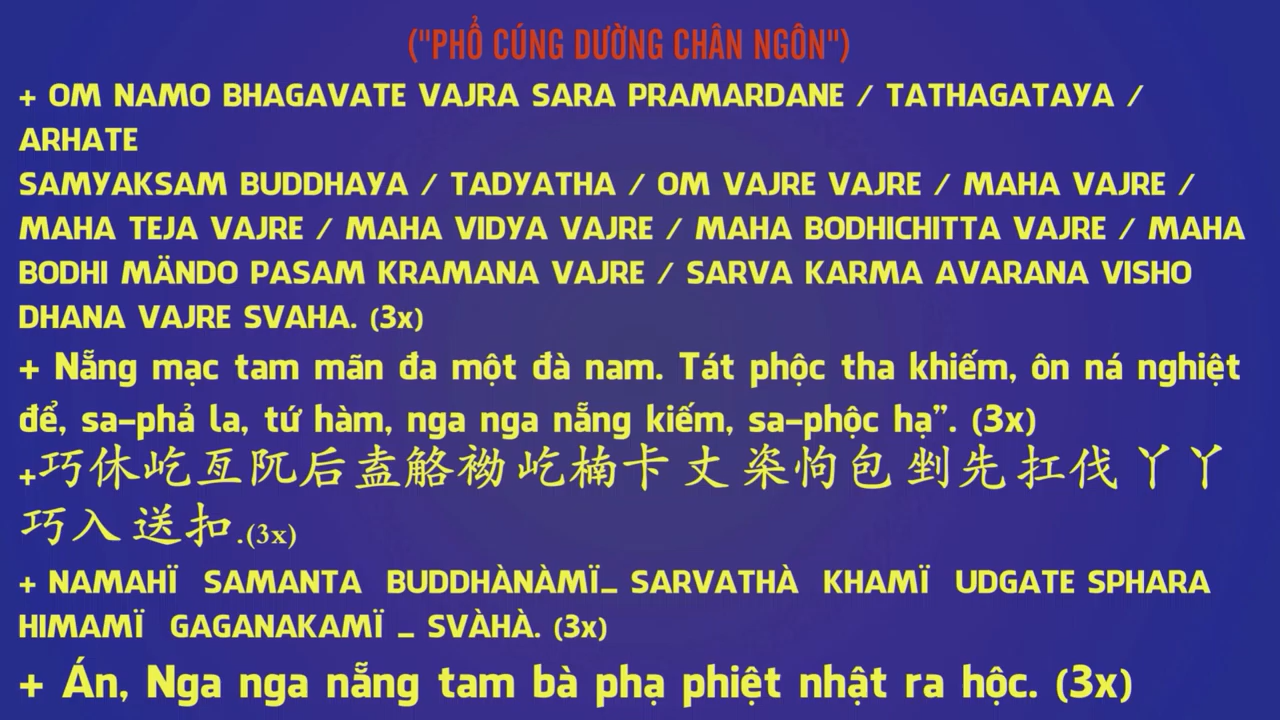 ("PHỔ CÚNG DƯỜNG CHÂN NGÔN")
+ OM NAMO BHAGAVATE VAJRA SARA PRAMARDANE / TATHAGATAYA /
ARHATE
SAMYAKSAM BUDDHAYA / TADYATHA / OM VAJRE VAJRE / MAHA VAJRE /
MAHA TEJA VAJRE / MAHA VIDYA VAJRE / MAHA BODHICHITTA VAJRE / MAHA
BODHI MÄNDO PASAM KRAMANA VAJRE / SARVA KARMA AVARANA VISHO
DHANA VAJRE SVAHA. (3x)
+ Nẵng mạc tam mãn đa một đà nam. Tát phộc tha khiếm, ôn ná nghiệt
để, sa-phả la, tứ hàm, nga nga nẵng kiếm, sa-phộc hạ”. (3x)
+巧休屹亙阢后盍觡衪屹楠卡丈桼怐包剉先扛伐丫丫
巧入送扣.(3x)
+ NAMAHÏ SAMANTA BUDDHÀNÀMÏ_ SARVATHÀ KHAMÏ UDGATE SPHARA
HIMAMÏ GAGANAKAMÏ _ SVÀHÀ. (3x)
+ Án, Nga nga nẵng tam bà phạ phiệt nhật ra hộc. (3x)